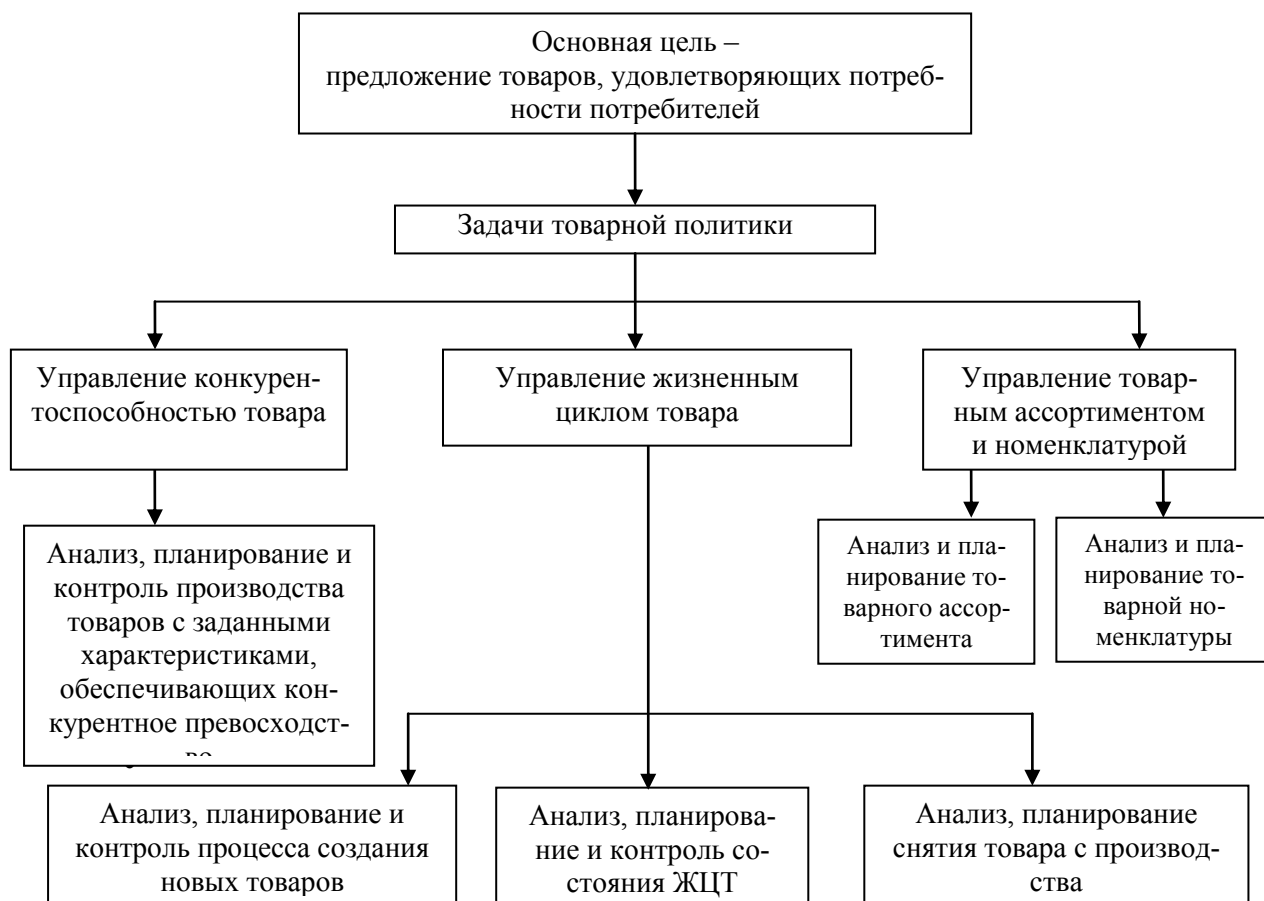 Основная цель –
предложение товаров, удовлетворяющих потреб-
ности потребителей
Задачи товарной политики
Управление конкурен-
тоспособностью товара
Управление жизненным
циклом товара
Управление товар-
ным ассортиментом
и номенклатурой
Анализ, планирование и
контроль производства
товаров с заданными
характеристиками,
обеспечивающих кон-
курентное превосходст-
во
Анализ и пла-
нирование то-
варного ассор-
тимента
Анализ и пла-
нирование то-
варной но-
менклатуры
Анализ, планирование и
контроль процесса создания
новых товаров
Анализ, планирова-
ние и контроль со-
стояния ЖЦТ
Анализ, планирование
снятия товара с производ-
ства